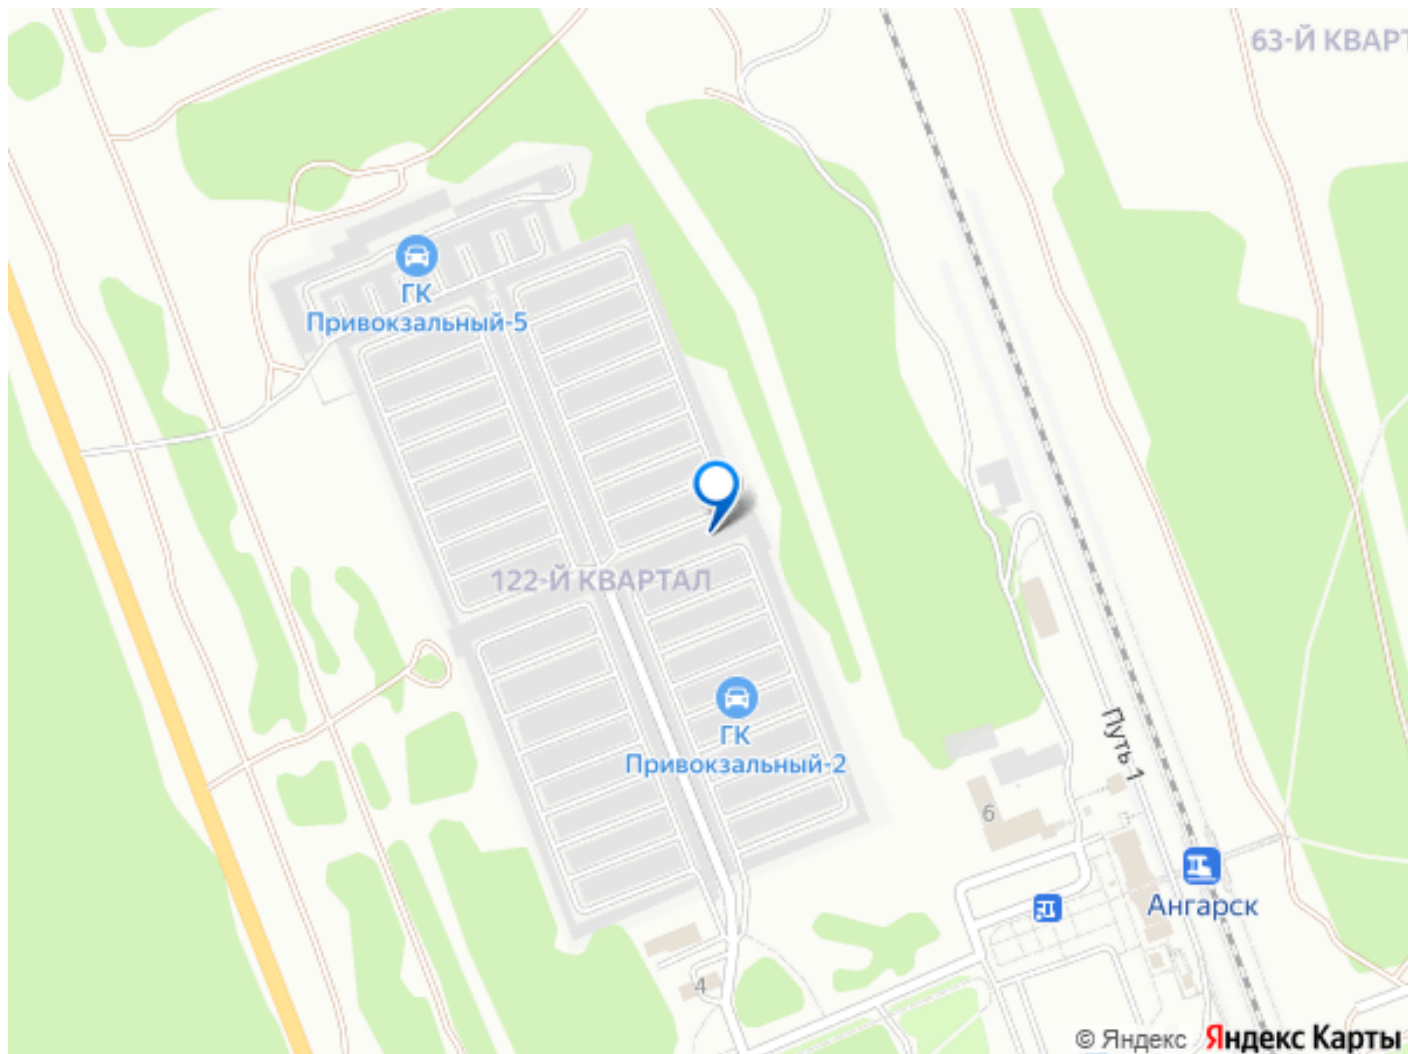 63-Й КВАРТ
ГК
Привокзальный-5
122-Й КВАРТАЛ
ГК
Привокзальный-2
Путь 1
6
Ангарск
4
© Яндекс Яндекс Карты